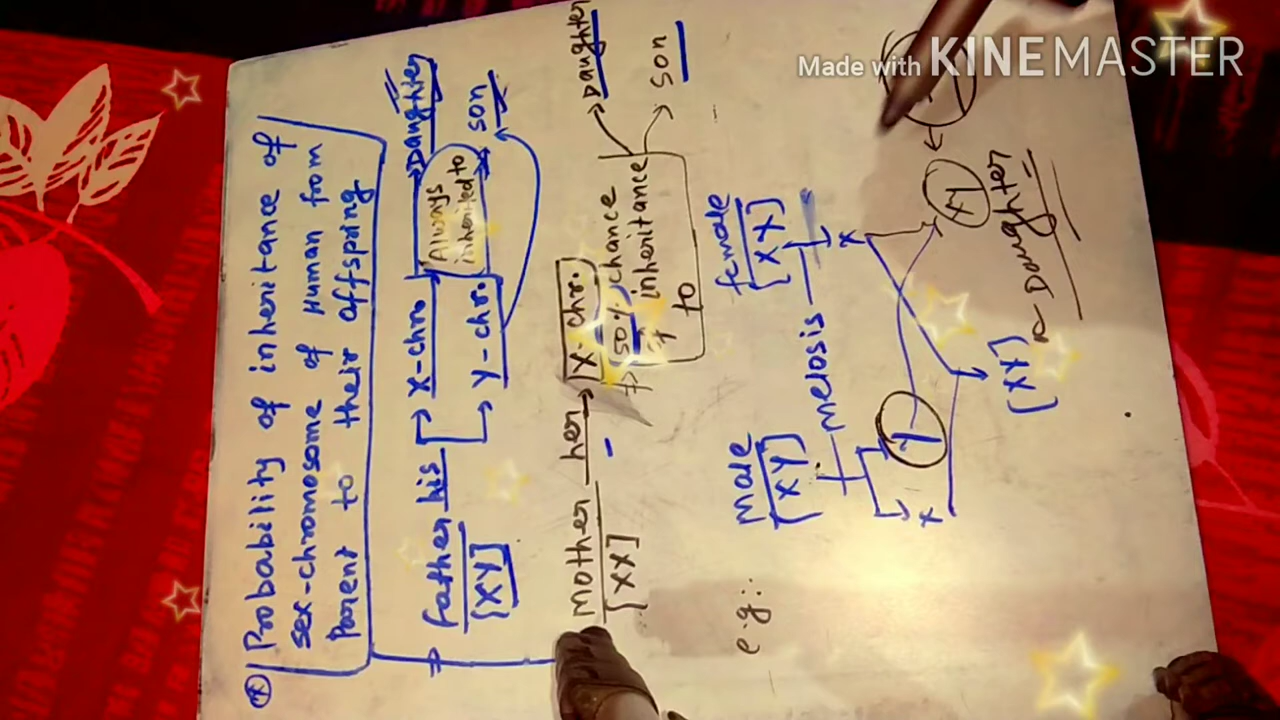 Made with KINEMASTER
(*) Probability of inheritance of
sex-chromosome of Human from
Parent to their offspring
⇒ Father his → X-chro → Daughter
[XY] → Y-chr. → son
Always
inherited to
Mother her → X chr. → Daughter
[XX] ⇒ 50% chance → son
of inheritance
to
e.g:- Male female
[XY] [XX]
meiosis
x y x
[XX] XY
a Daughter